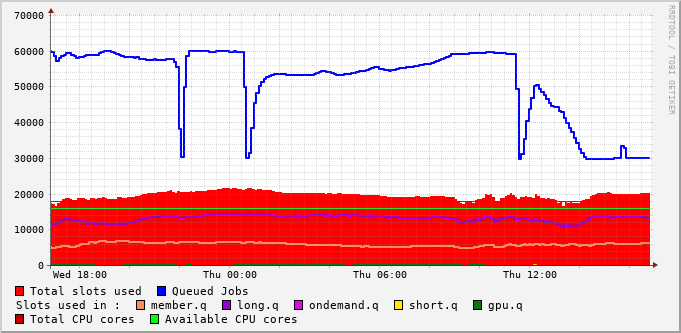 RRDTOOL / TOBI OETIKER
70000
60000
50000
40000
30000
20000
10000
0
Wed 18:00 Thu 00:00 Thu 06:00 Thu 12:00
Total slots used Queued Jobs
Slots used in : member.q long.q ondemand.q short.q gpu.q
Total CPU cores Available CPU cores